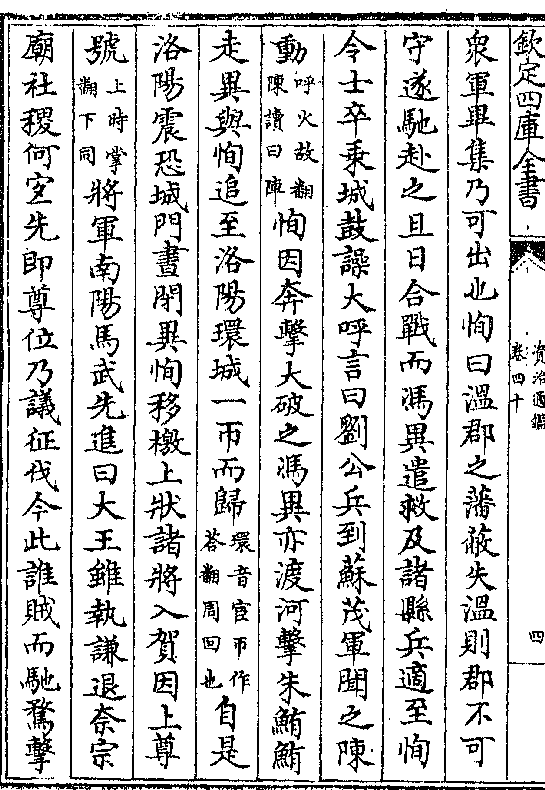 欽定四庫全書
資治通鑑
卷四十
四
衆軍畢集乃可出也恂曰溫郡之藩蔽失溫則郡不可
守遂馳赴之旦日合戰而馮異遣救及諸縣兵適至恂
令士卒乘城鼓譟大呼言曰劉公兵到蘇茂軍聞之陳
動呼火故翻陳讀曰陣恂因奔擊大破之馮異亦渡河擊朱鮪鮪
走異與恂追至洛陽環城一帀而歸環音宦帀作荅翻周回也自是
洛陽震恐城門晝閉異恂移檄上狀諸將入賀因上尊
號上時掌翻下同將軍南陽馬武先進曰大王雖執謙退奈宗
廟社稷何宜先即尊位乃議征伐今此誰賊而馳騖擊